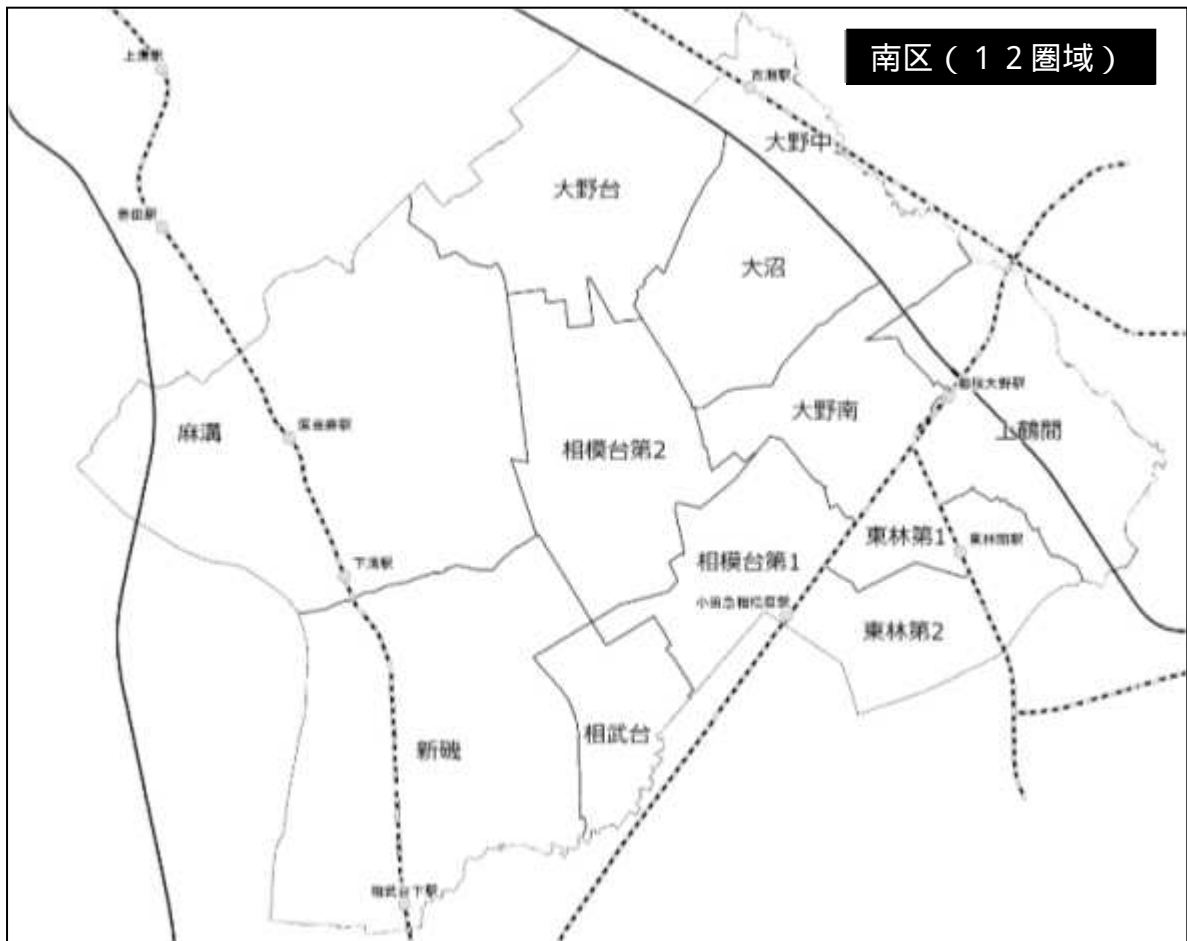 南区（１２圏域）
上溝駅
古淵駅
大野中
大野台
番田駅
大沼
相模大野駅
大野南
麻溝
原当麻駅
上鶴間
相模台第2
東林第1
東林間駅
相模台第1
下溝駅
小田急相模原駅
東林第2
相武台
新磯
相武台下駅